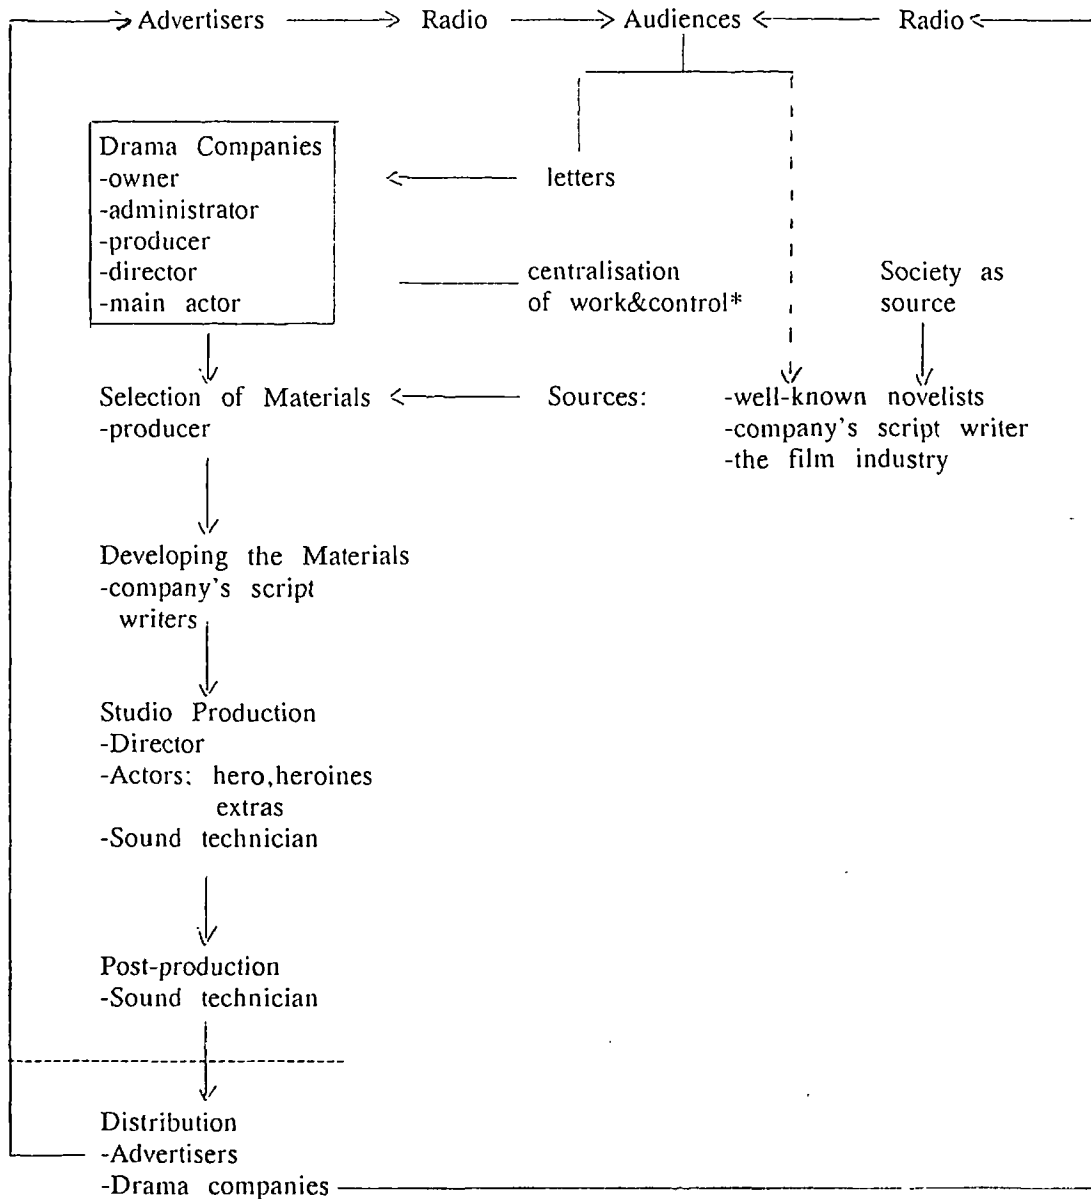 Advertisers Radio Audiences Radio
Drama Companies
-owner
-administrator
-producer
-director
-main actor
letters
centralisation
of work&control*
Society as
source
Selection of Materials
-producer
Sources:
-well-known novelists
-company's script writer
-the film industry
Developing the Materials
-company's script
writers
Studio Production
-Director
-Actors: hero,heroines
extras
-Sound technician
Post-production
-Sound technician
Distribution
-Advertisers
-Drama companies